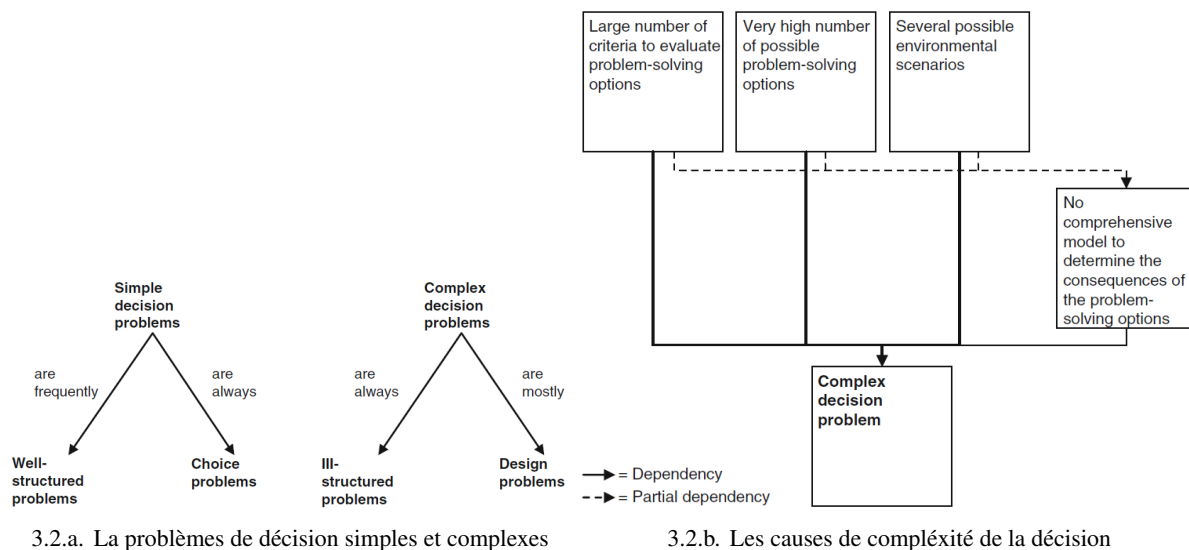 Large number of
criteria to evaluate
problem-solving
options
Very high number
of possible
problem-solving
options
Several possible
environmental
scenarios
No
comprehensive
model to
determine the
consequences of
the problem-
solving options
Complex
decision
problem
Simple
decision
problems
are
frequently
are
always
Well-
structured
problems
Choice
problems
Complex
decision
problems
are
always
are
mostly
Ill-
structured
problems
Design
problems
= Dependency
= Partial dependency
3.2.a. La problèmes de décision simples et complexes
3.2.b. Les causes de compléxité de la décision